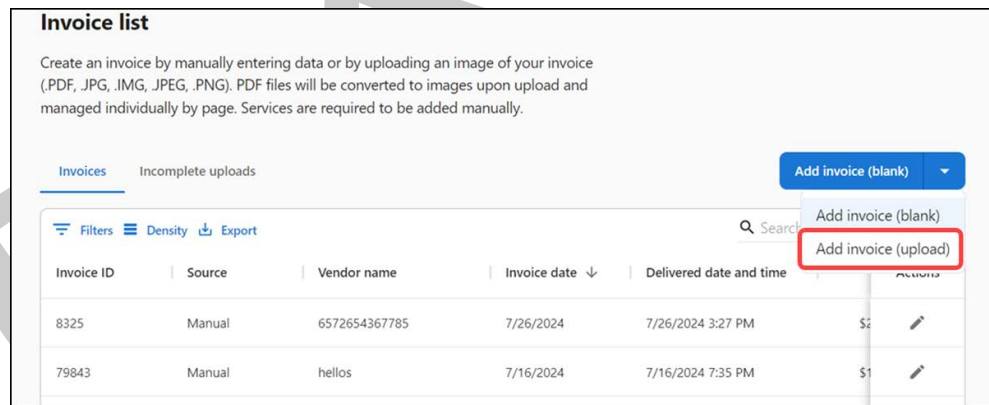 Invoice list
Create an invoice by manually entering data or by uploading an image of your invoice
(.PDF, .JPG, .IMG, .JPEG, .PNG). PDF files will be converted to images upon upload and
managed individually by page. Services are required to be added manually.
Invoices Incomplete uploads Add invoice (blank)
Add invoice (blank)
Filters Density Export
Add invoice (upload)
Invoice ID Source Vendor name Invoice date Delivered date and time Actions
8325 Manual 6572654367785 7/26/2024 7/26/2024 3:27 PM
79843 Manual hellos 7/16/2024 7/16/2024 7:35 PM